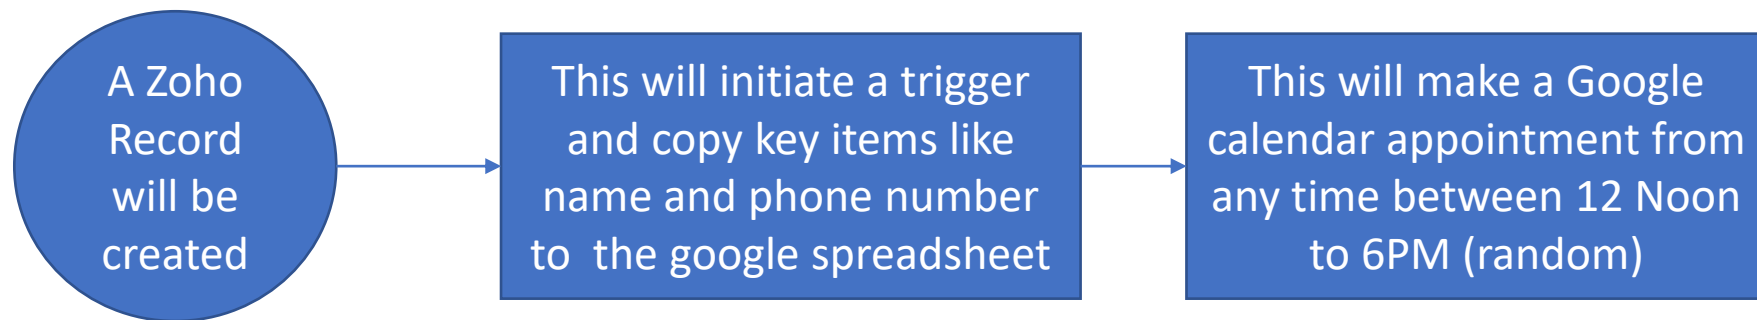 A Zoho
Record
will be
created
This will initiate a trigger
and copy key items like
name and phone number
to  the google spreadsheet
This will make a Google
calendar appointment from
any time between 12 Noon
to 6PM (random)